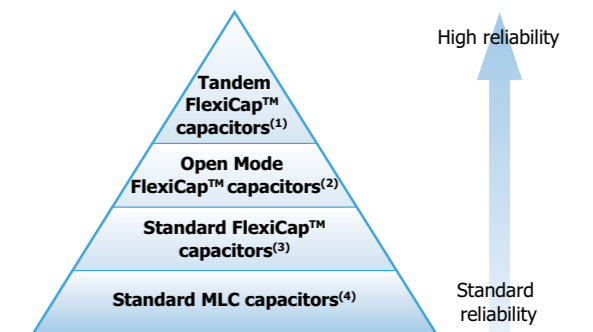 High reliability
Tandem
FlexiCap™
capacitors(1)
Open Mode
FlexiCap™ capacitors(2)
Standard FlexiCap™
capacitors(3)
Standard MLC capacitors(4)
Standard
reliability